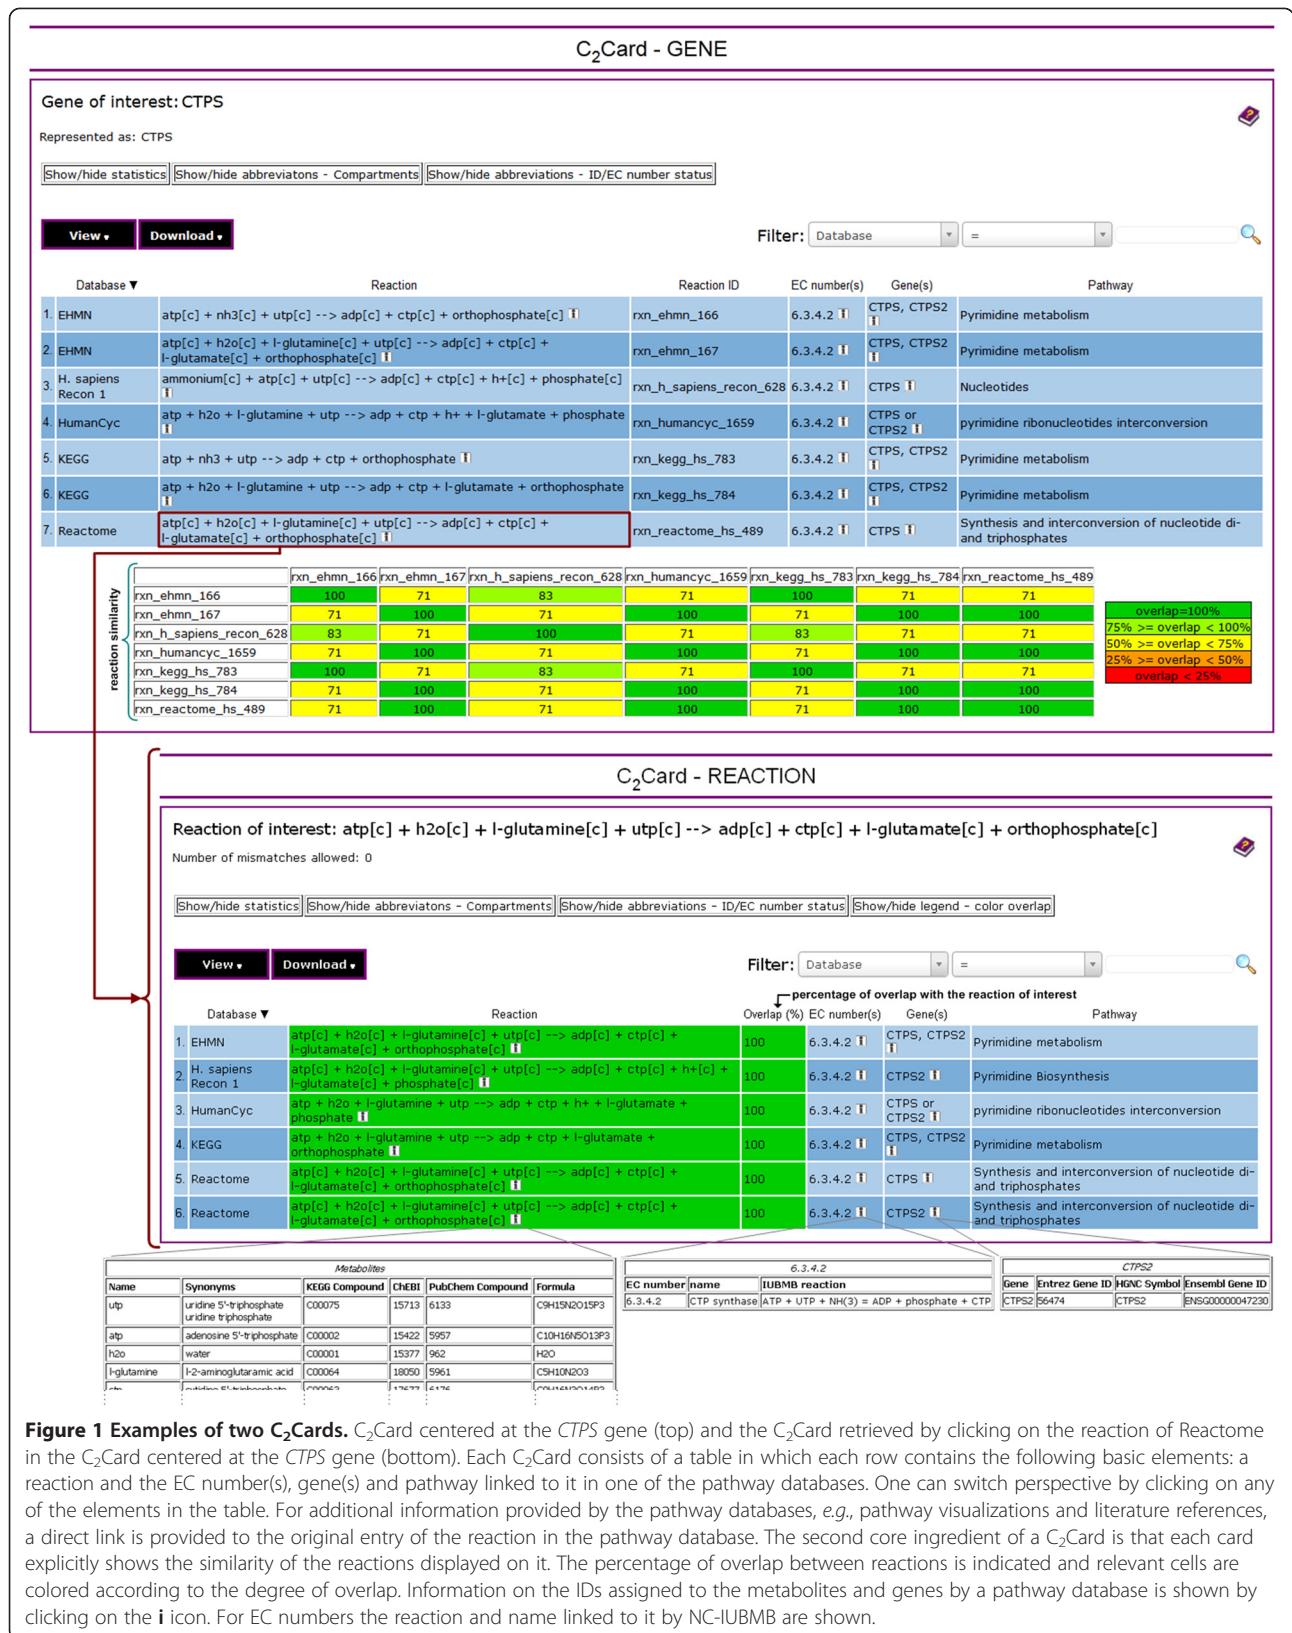 C2Card - GENE
Gene of interest: CTPS
Represented as: CTPS
Show/hide statistics Show/hide abbreviatons - Compartments Show/hide abbreviations - ID/EC number status
View Download Filter: Database =
Database ▼ Reaction Reaction ID EC number(s) Gene(s) Pathway
1. EHMN atp[c] + nh3[c] + utp[c] --> adp[c] + ctp[c] + orthophosphate[c] i rxn_ehmn_166 6.3.4.2 i CTPS, CTPS2 i Pyrimidine metabolism
2. EHMN atp[c] + h2o[c] + l-glutamine[c] + utp[c] --> adp[c] + ctp[c] +
l-glutamate[c] + orthophosphate[c] i rxn_ehmn_167 6.3.4.2 i CTPS, CTPS2 i Pyrimidine metabolism
3. H. sapiens Recon 1 ammonium[c] + atp[c] + utp[c] --> adp[c] + ctp[c] + h+[c] + phosphate[c]
i rxn_h_sapiens_recon_628 6.3.4.2 i CTPS i Nucleotides
4. HumanCyc atp + h2o + l-glutamine + utp --> adp + ctp + h+ + l-glutamate + phosphate
i rxn_humancyc_1659 6.3.4.2 i CTPS or CTPS2 i pyrimidine ribonucleotides interconversion
5. KEGG atp + nh3 + utp --> adp + ctp + orthophosphate i rxn_kegg_hs_783 6.3.4.2 i CTPS, CTPS2 i Pyrimidine metabolism
6. KEGG atp + h2o + l-glutamine + utp --> adp + ctp + l-glutamate + orthophosphate
i rxn_kegg_hs_784 6.3.4.2 i CTPS, CTPS2 i Pyrimidine metabolism
7. Reactome atp[c] + h2o[c] + l-glutamine[c] + utp[c] --> adp[c] + ctp[c] +
l-glutamate[c] + orthophosphate[c] i rxn_reactome_hs_489 6.3.4.2 i CTPS i Synthesis and interconversion of nucleotide di- and triphosphates
reaction similarity
rxn_ehmn_166 rxn_ehmn_167 rxn_h_sapiens_recon_628 rxn_humancyc_1659 rxn_kegg_hs_783 rxn_kegg_hs_784 rxn_reactome_hs_489
rxn_ehmn_166 100 71 83 71 100 71 71
rxn_ehmn_167 71 100 71 100 71 100 100
rxn_h_sapiens_recon_628 83 71 100 71 83 71 71
rxn_humancyc_1659 71 100 71 100 71 100 100
rxn_kegg_hs_783 100 71 83 71 100 71 71
rxn_kegg_hs_784 71 100 71 100 71 100 100
rxn_reactome_hs_489 71 100 71 100 71 100 100
overlap=100%
75% >= overlap < 100%
50% >= overlap < 75%
25% >= overlap < 50%
overlap < 25%
C2Card - REACTION
Reaction of interest: atp[c] + h2o[c] + l-glutamine[c] + utp[c] --> adp[c] + ctp[c] + l-glutamate[c] + orthophosphate[c]
Number of mismatches allowed: 0
Show/hide statistics Show/hide abbreviatons - Compartments Show/hide abbreviations - ID/EC number status Show/hide legend - color overlap
View Download Filter: Database =
percentage of overlap with the reaction of interest
Database ▼ Reaction Overlap (%) EC number(s) Gene(s) Pathway
1. EHMN atp[c] + h2o[c] + l-glutamine[c] + utp[c] --> adp[c] + ctp[c] +
l-glutamate[c] + orthophosphate[c] i 100 6.3.4.2 i CTPS, CTPS2 i Pyrimidine metabolism
2. H. sapiens Recon 1 atp[c] + h2o[c] + l-glutamine[c] + utp[c] --> adp[c] + ctp[c] + h+[c] +
l-glutamate[c] + phosphate[c] i 100 6.3.4.2 i CTPS2 i Pyrimidine Biosynthesis
3. HumanCyc atp + h2o + l-glutamine + utp --> adp + ctp + h+ + l-glutamate +
phosphate i 100 6.3.4.2 i CTPS or CTPS2 i pyrimidine ribonucleotides interconversion
4. KEGG atp + h2o + l-glutamine + utp --> adp + ctp + l-glutamate +
orthophosphate i 100 6.3.4.2 i CTPS, CTPS2 i Pyrimidine metabolism
5. Reactome atp[c] + h2o[c] + l-glutamine[c] + utp[c] --> adp[c] + ctp[c] +
l-glutamate[c] + orthophosphate[c] i 100 6.3.4.2 i CTPS i Synthesis and interconversion of nucleotide di- and triphosphates
6. Reactome atp[c] + h2o[c] + l-glutamine[c] + utp[c] --> adp[c] + ctp[c] +
l-glutamate[c] + orthophosphate[c] i 100 6.3.4.2 i CTPS2 i Synthesis and interconversion of nucleotide di- and triphosphates
Metabolites
Name Synonyms KEGG Compound ChEBI PubChem Compound Formula
utp uridine 5'-triphosphate C00075 15713 6133 C9H15N2O15P3
uridine triphosphate
atp adenosine 5'-triphosphate C00002 15422 5957 C10H16N5O13P3
h2o water C00001 15377 962 H2O
l-glutamine l-2-aminoglutaramic acid C00064 18050 5961 C5H10N2O3
ctp cytidine 5'-triphosphate C00063 17677 6176 C9H16N3O14P3
6.3.4.2
EC number name IUBMB reaction
6.3.4.2 CTP synthase ATP + UTP + NH(3) = ADP + phosphate + CTP
CTPS2
Gene Entrez Gene ID HGNC Symbol Ensembl Gene ID
CTPS2 56474 CTPS2 ENSG00000047230
Figure 1 Examples of two C2Cards. C2Card centered at the CTPS gene (top) and the C2Card retrieved by clicking on the reaction of Reactome
in the C2Card centered at the CTPS gene (bottom). Each C2Card consists of a table in which each row contains the following basic elements: a
reaction and the EC number(s), gene(s) and pathway linked to it in one of the pathway databases. One can switch perspective by clicking on any
of the elements in the table. For additional information provided by the pathway databases, e.g., pathway visualizations and literature references,
a direct link is provided to the original entry of the reaction in the pathway database. The second core ingredient of a C2Card is that each card
explicitly shows the similarity of the reactions displayed on it. The percentage of overlap between reactions is indicated and relevant cells are
colored according to the degree of overlap. Information on the IDs assigned to the metabolites and genes by a pathway database is shown by
clicking on the i icon. For EC numbers the reaction and name linked to it by NC-IUBMB are shown.